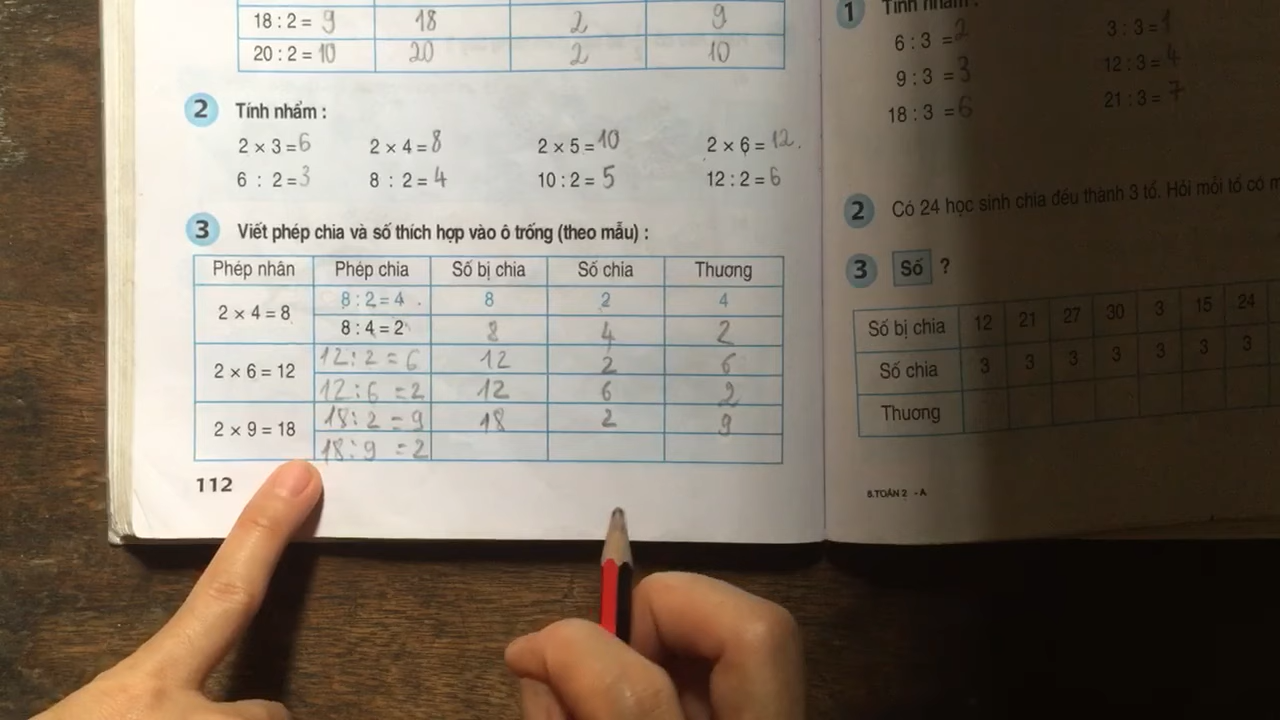 18 : 2 = 9 18 2 9
20 : 2 = 10 20 2 10
2 Tính nhẩm :
2 × 3 = 6 2 × 4 = 8 2 × 5 = 10 2 × 6 = 12.
6 : 2 = 3 8 : 2 = 4 10 : 2 = 5 12 : 2 = 6
3 Viết phép chia và số thích hợp vào ô trống (theo mẫu) :
Phép nhân Phép chia Số bị chia Số chia Thương
2 × 4 = 8 8 : 2 = 4 . 8 2 4
8 : 4 = 2 8 4 2
2 × 6 = 12 12 : 2 = 6 12 2 6
12 : 6 = 2 12 6 2
2 × 9 = 18 18 : 2 = 9 18 2 9
18 : 9 = 2
112
1 Tính nhẩm :
6 : 3 = 2 3 : 3 = 1
9 : 3 = 3 12 : 3 = 4
18 : 3 = 6 21 : 3 = 7
2 Có 24 học sinh chia đều thành 3 tổ. Hỏi mỗi tổ có
3 Số ?
Số bị chia 12 21 27 30 3 15 24
Số chia 3 3 3 3 3 3 3
Thương
8.TOÁN 2 - A